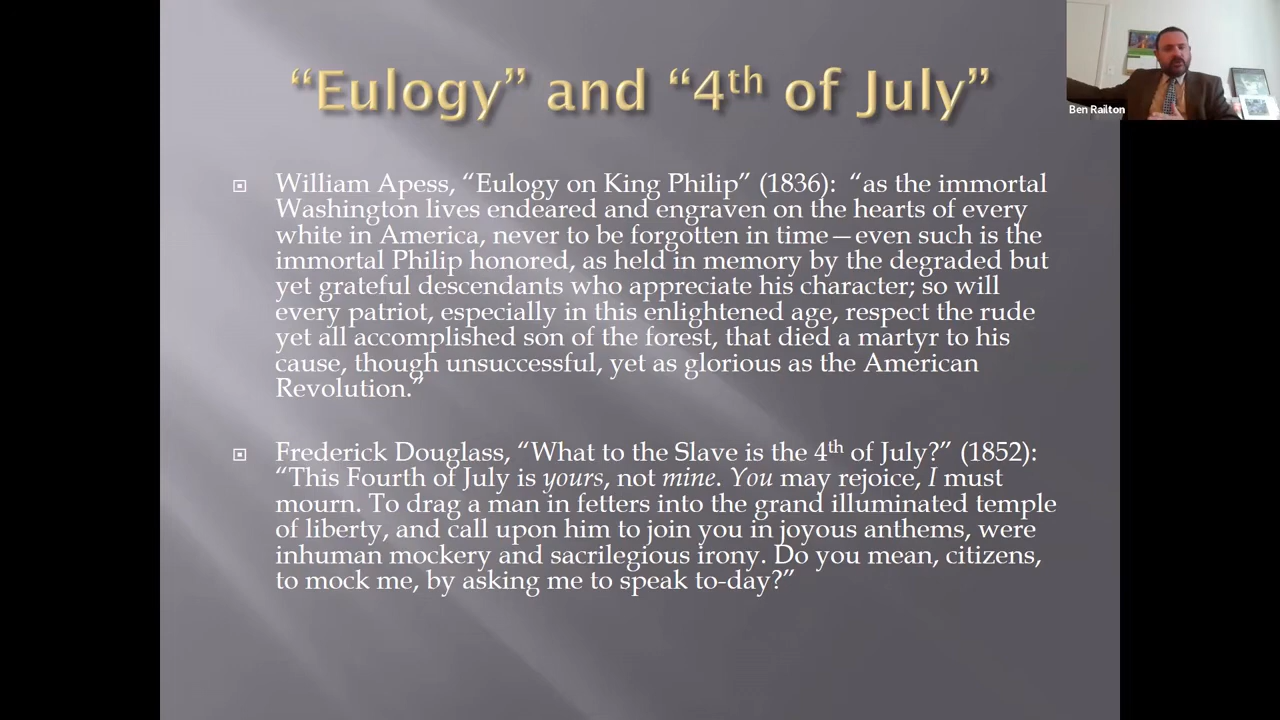 “Eulogy” and “4th of July”
Ben Railton
William Apess, “Eulogy on King Philip” (1836):  “as the immortal
Washington lives endeared and engraven on the hearts of every
white in America, never to be forgotten in time—even such is the
immortal Philip honored, as held in memory by the degraded but
yet grateful descendants who appreciate his character; so will
every patriot, especially in this enlightened age, respect the rude
yet all accomplished son of the forest, that died a martyr to his
cause, though unsuccessful, yet as glorious as the American
Revolution.”
Frederick Douglass, “What to the Slave is the 4th of July?” (1852):
“This Fourth of July is yours, not mine. You may rejoice, I must
mourn. To drag a man in fetters into the grand illuminated temple
of liberty, and call upon him to join you in joyous anthems, were
inhuman mockery and sacrilegious irony. Do you mean, citizens,
to mock me, by asking me to speak to-day?”